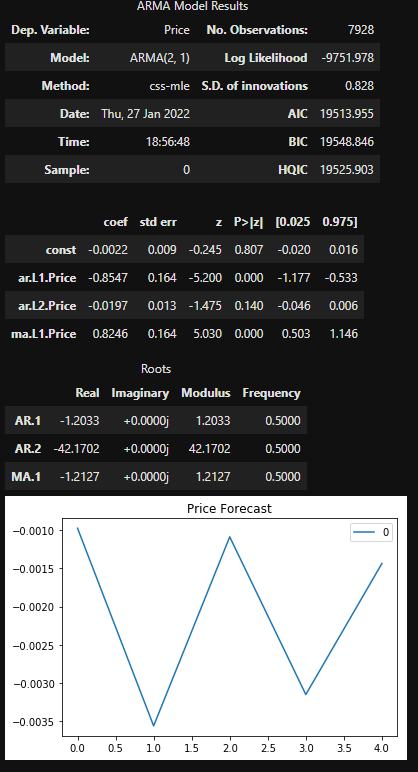 ARMA Model Results
Dep. Variable: Price No. Observations: 7928
Model: ARMA(2, 1) Log Likelihood -9751.978
Method: css-mle S.D. of innovations 0.828
Date: Thu, 27 Jan 2022 AIC 19513.955
Time: 18:56:48 BIC 19548.846
Sample: 0 HQIC 19525.903
coef std err z P>|z| [0.025 0.975]
const -0.0022 0.009 -0.245 0.807 -0.020 0.016
ar.L1.Price -0.8547 0.164 -5.200 0.000 -1.177 -0.533
ar.L2.Price -0.0197 0.013 -1.475 0.140 -0.046 0.006
ma.L1.Price 0.8246 0.164 5.030 0.000 0.503 1.146
Roots
Real Imaginary Modulus Frequency
AR.1 -1.2033 +0.0000j 1.2033 0.5000
AR.2 -42.1702 +0.0000j 42.1702 0.5000
MA.1 -1.2127 +0.0000j 1.2127 0.5000
Price Forecast
0
−0.0010
−0.0015
−0.0020
−0.0025
−0.0030
−0.0035
0.0 0.5 1.0 1.5 2.0 2.5 3.0 3.5 4.0